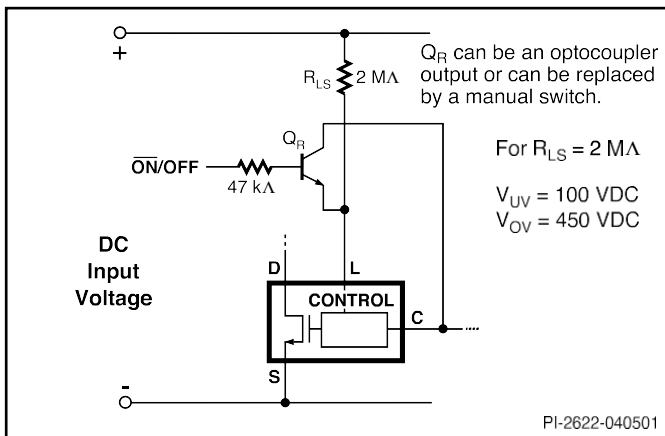 +
R_LS 2 MΛ
Q_R can be an optocoupler
output or can be replaced
by a manual switch.
Q_R
O̅N̅/OFF
47 kΛ
For R_LS = 2 MΛ
V_UV = 100 VDC
V_OV = 450 VDC
DC
Input
Voltage
D
L
CONTROL
C
S
-
PI-2622-040501